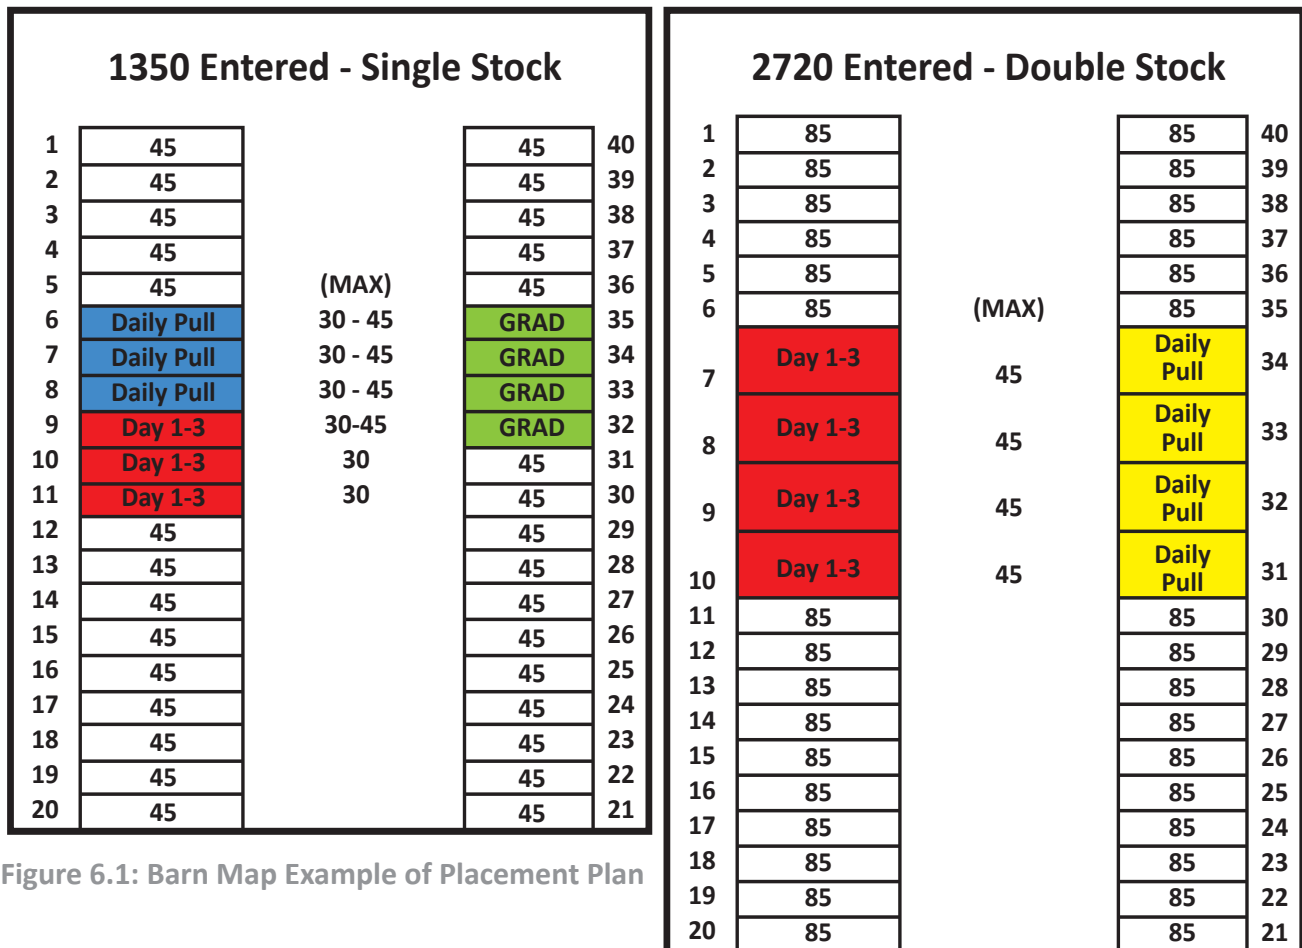 1350 Entered - Single Stock
1 45 45 40
2 45 45 39
3 45 45 38
4 45 45 37
5 45 (MAX) 45 36
6 Daily Pull 30 - 45 GRAD 35
7 Daily Pull 30 - 45 GRAD 34
8 Daily Pull 30 - 45 GRAD 33
9 Day 1-3 30-45 GRAD 32
10 Day 1-3 30 45 31
11 Day 1-3 30 45 30
12 45 45 29
13 45 45 28
14 45 45 27
15 45 45 26
16 45 45 25
17 45 45 24
18 45 45 23
19 45 45 22
20 45 45 21
Figure 6.1: Barn Map Example of Placement Plan
2720 Entered - Double Stock
1 85 85 40
2 85 85 39
3 85 85 38
4 85 85 37
5 85 85 36
6 85 (MAX) 85 35
7 Day 1-3 45 Daily Pull 34
8 Day 1-3 45 Daily Pull 33
9 Day 1-3 45 Daily Pull 32
10 Day 1-3 45 Daily Pull 31
11 85 85 30
12 85 85 29
13 85 85 28
14 85 85 27
15 85 85 26
16 85 85 25
17 85 85 24
18 85 85 23
19 85 85 22
20 85 85 21